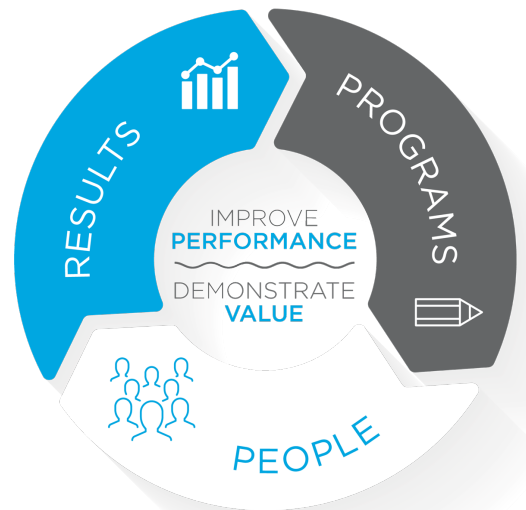 RESULTS
PROGRAMS
IMPROVE
PERFORMANCE
DEMONSTRATE
VALUE
PEOPLE